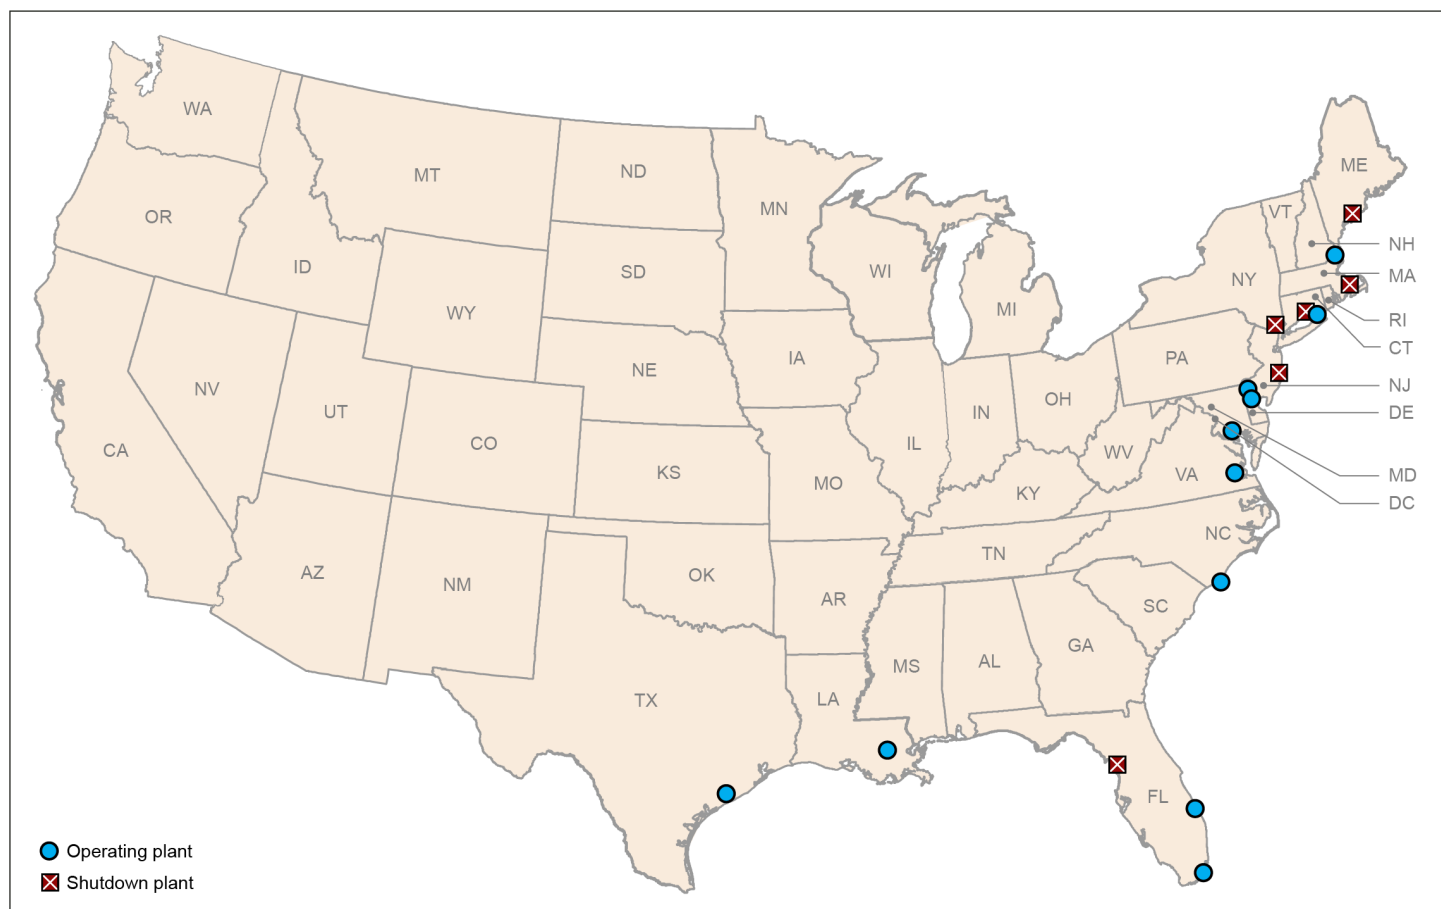 WA
MT
ND
MN
ME
VT
OR
ID
SD
WI
MI
NY
NH
MA
WY
RI
CT
IA
PA
NE
NV
UT
IN
OH
NJ
DE
CA
CO
IL
WV
KS
MO
VA
MD
KY
DC
NC
TN
AZ
NM
OK
AR
SC
MS
AL
GA
TX
LA
FL
Operating plant
Shutdown plant